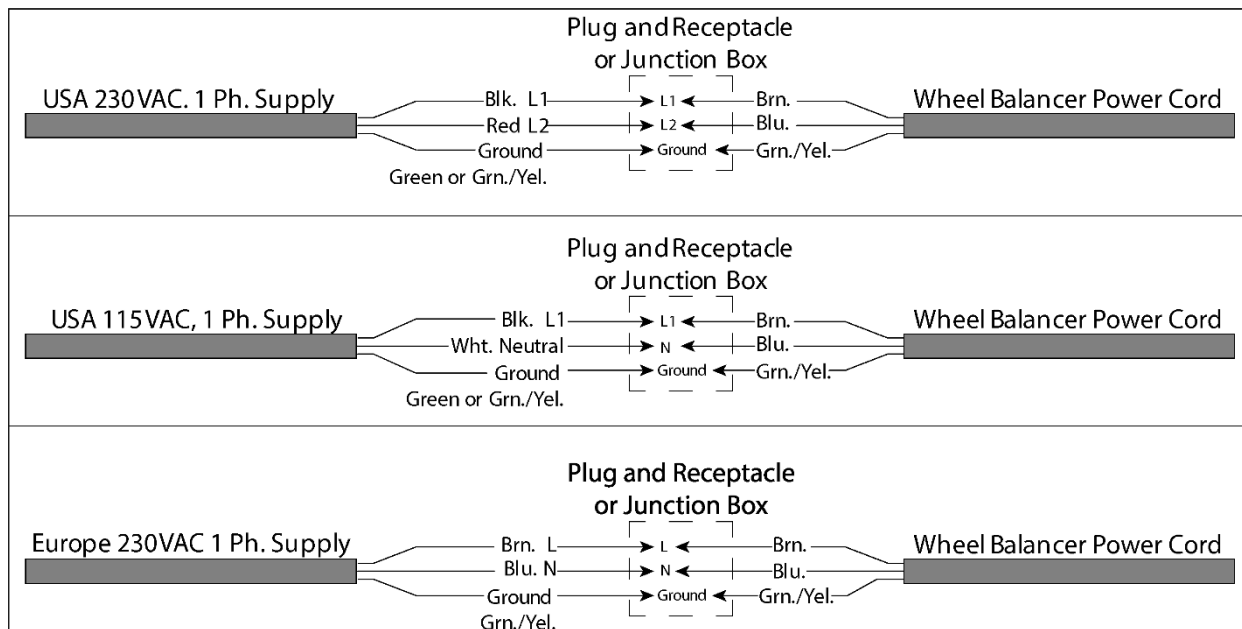 Plug and Receptacle
or Junction Box
USA 230VAC. 1 Ph. Supply
Blk. L1
L1
Brn.
Wheel Balancer Power Cord
Red L2
L2
Blu.
Ground
Ground
Grn./Yel.
Green or Grn./Yel.
Plug and Receptacle
or Junction Box
USA 115VAC, 1 Ph. Supply
Blk. L1
L1
Brn.
Wheel Balancer Power Cord
Wht. Neutral
N
Blu.
Ground
Ground
Grn./Yel.
Green or Grn./Yel.
Plug and Receptacle
or Junction Box
Europe 230VAC 1 Ph. Supply
Brn. L
L
Brn.
Wheel Balancer Power Cord
Blu. N
N
Blu.
Ground
Ground
Grn./Yel.
Grn./Yel.